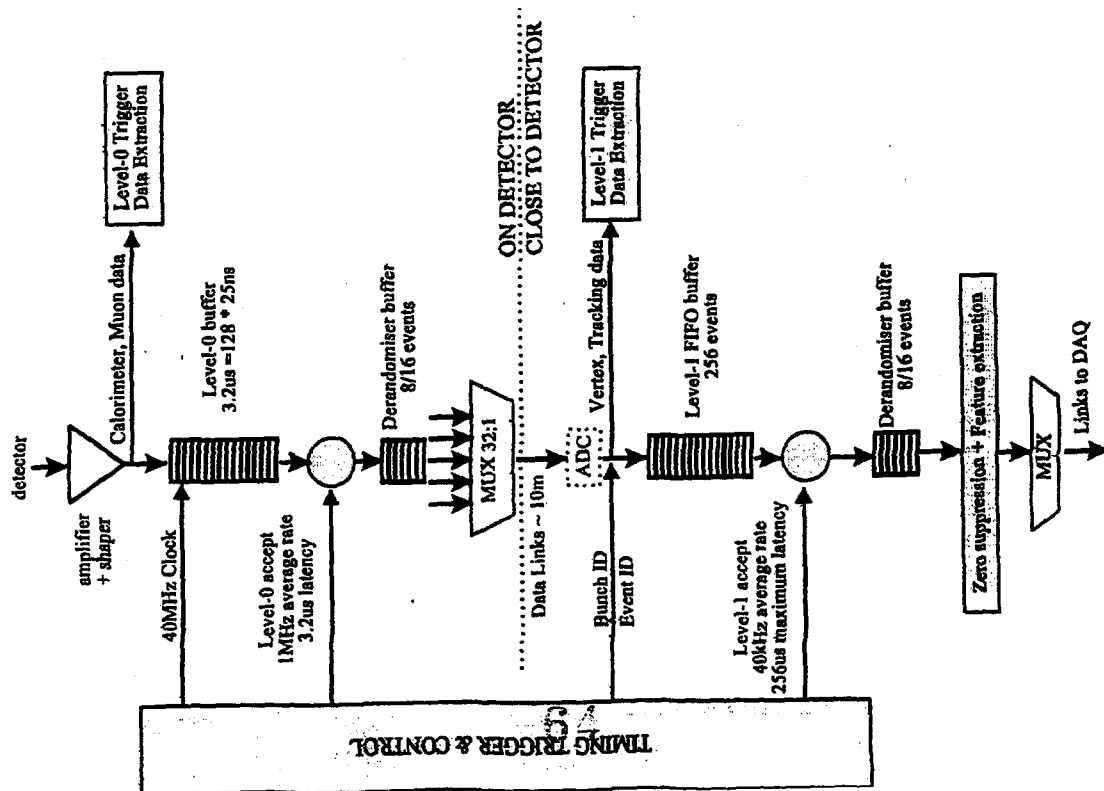 detector
amplifier
+ shaper
Calorimeter, Muon data
Level-0 Trigger
Data Extraction
40MHz Clock
Level-0 buffer
3.2us =128 * 25ns
Level-0 accept
1MHz average rate
3.2us latency
Derandomiser buffer
8/16 events
MUX 32:1
ON DETECTOR
CLOSE TO DETECTOR
Data Links ~ 10m
ADC
Bunch ID
Event ID
Vertex, Tracking data
Level-1 Trigger
Data Extraction
Level-1 FIFO buffer
256 events
Level-1 accept
40kHz average rate
256us maximum latency
Derandomiser buffer
8/16 events
Zero suppression + Feature extraction
MUX
Links to DAQ
TIMING TRIGGER & CONTROL